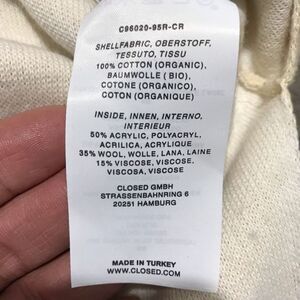 C96020-95R-CR
SHELLFABRIC, OBERSTOFF,
TESSUTO, TISSU
100% COTTON (ORGANIC),
BAUMWOLLE (BIO),
COTONE (ORGANICO),
COTON (ORGANIQUE)
INSIDE, INNEN, INTERNO,
INTERIEUR
50% ACRYLIC, POLYACRYL,
ACRILICA, ACRYLIQUE
35% WOOL, WOLLE, LANA, LAINE
15% VISCOSE, VISCOSE,
VISCOSA, VISCOSE
CLOSED GMBH
STRASSENBAHNRING 6
20251 HAMBURG
MADE IN TURKEY
WWW.CLOSED.COM